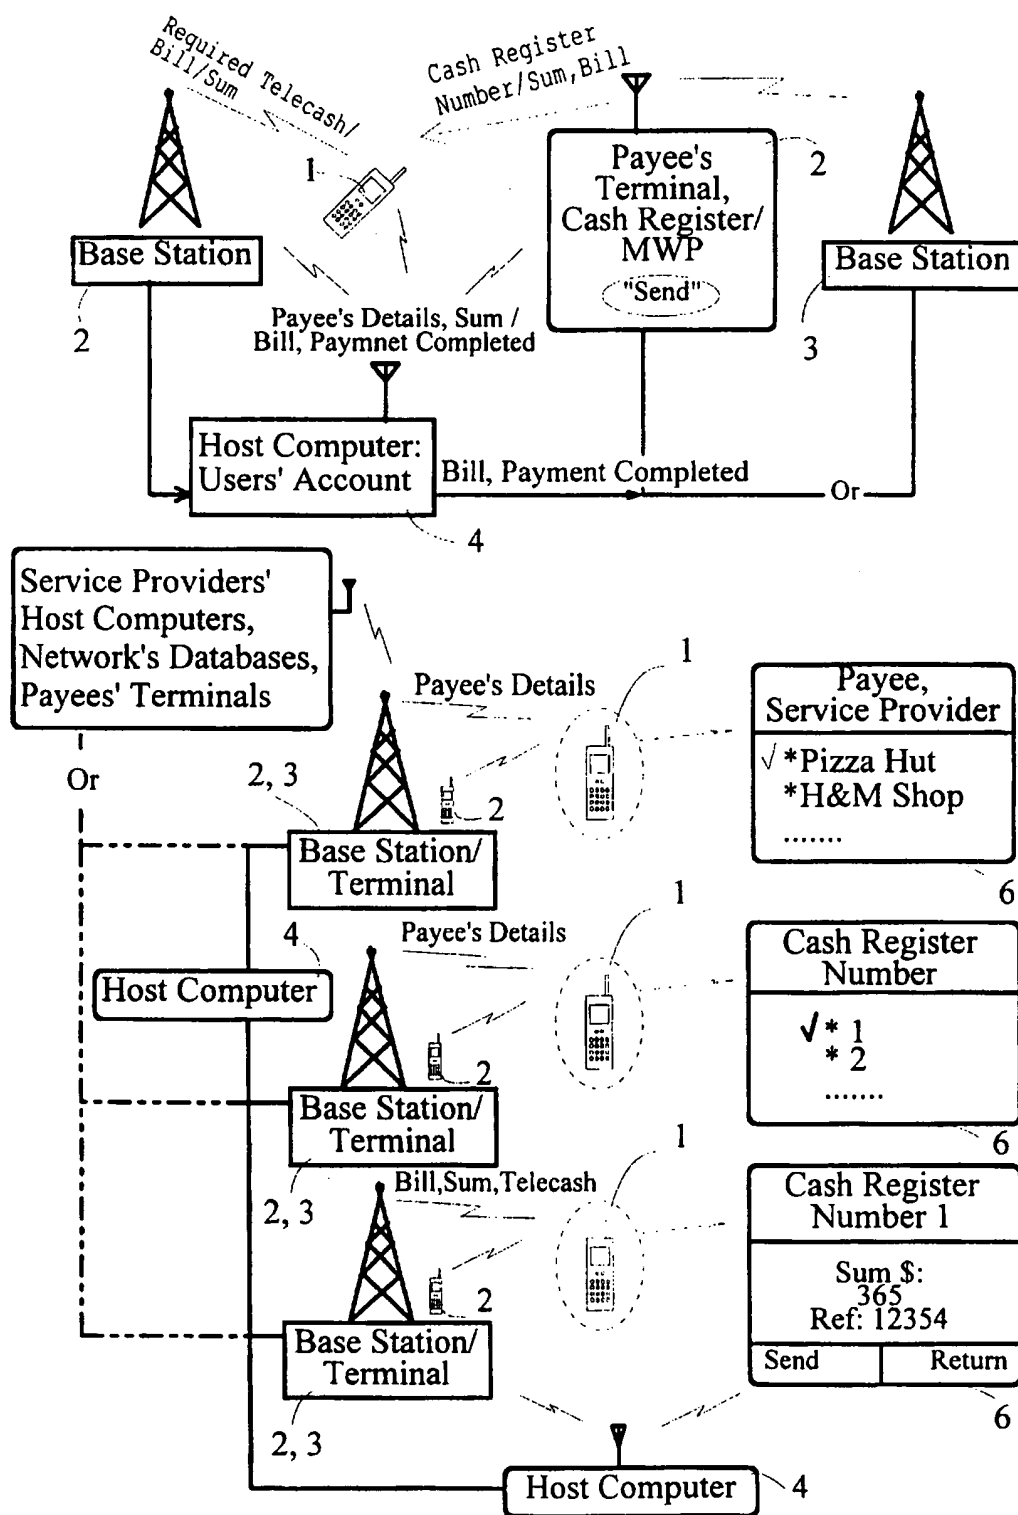 Required Telecash/
Bill/Sum
Cash Register
Number/Sum,Bill
1
Payee's
Terminal,
Cash Register/
MWP
"Send"
2
Base Station
2
Base Station
3
Payee's Details, Sum /
Bill, Paymnet Completed
Host Computer:
Users' Account
Bill, Payment Completed
Or
4
Service Providers'
Host Computers,
Network's Databases,
Payees' Terminals
Or
Payee's Details
1
2, 3
2
Base Station/
Terminal
Payee,
Service Provider
√ *Pizza Hut
*H&M Shop
.......
6
4
Host Computer
Payee's Details
1
2
Base Station/
Terminal
2, 3
Cash Register
Number
√ * 1
* 2
.......
6
Bill,Sum,Telecash
1
2
Base Station/
Terminal
2, 3
Cash Register
Number 1
Sum $:
365
Ref: 12354
Send
Return
6
Host Computer
4